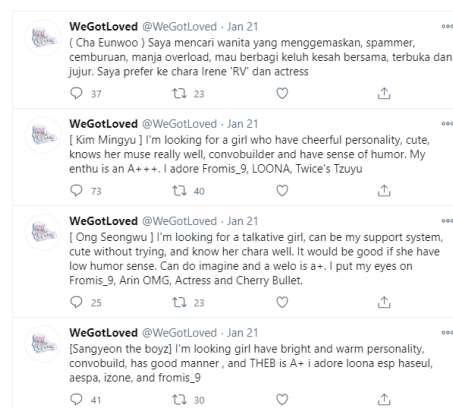 WeGotLoved @WeGotLoved · Jan 21
( Cha Eunwoo ) Saya mencari wanita yang menggemaskan, spammer,
cemburuan, manja overload, mau berbagi keluh kesah bersama, terbuka dan
jujur. Saya prefer ke chara Irene 'RV' dan actress
37 23
WeGotLoved @WeGotLoved · Jan 21
[ Kim Mingyu ] I'm looking for a girl who have cheerful personality, cute,
knows her muse really well, convobuilder and have sense of humor. My
enthu is an A+++. I adore Fromis_9, LOONA, Twice's Tzuyu
73 40
WeGotLoved @WeGotLoved · Jan 21
[ Ong Seongwu ] I'm looking for a talkative girl, can be my support system,
cute without trying, and know her chara well. It would be good if she have
low humor sense. Can do imagine and a welo is a+. I put my eyes on
Fromis_9, Arin OMG, Actress and Cherry Bullet.
25 23
WeGotLoved @WeGotLoved · Jan 21
[Sangyeon the boyz] I'm looking girl have bright and warm personality,
convobuild, has good manner , and THEB is A+ i adore loona esp haseul,
aespa, izone, and fromis_9
41 30